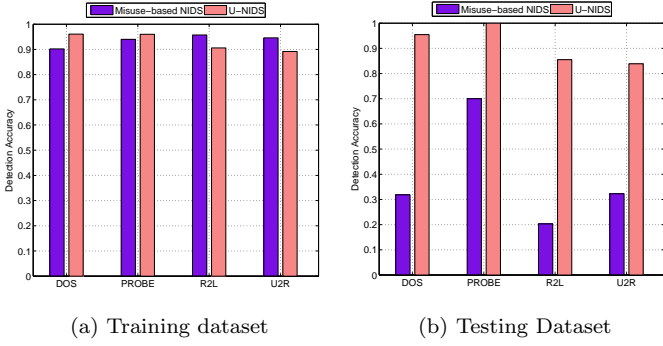 Misuse-based NIDS U-NIDS
1
0.9
0.8
0.7
0.6
0.5
0.4
0.3
0.2
0.1
0
Detection Accuracy
DOS PROBE R2L U2R
(a) Training dataset
Misuse-based NIDS U-NIDS
1
0.9
0.8
0.7
0.6
0.5
0.4
0.3
0.2
0.1
0
Detection Accuracy
DOS PROBE R2L U2R
(b) Testing Dataset